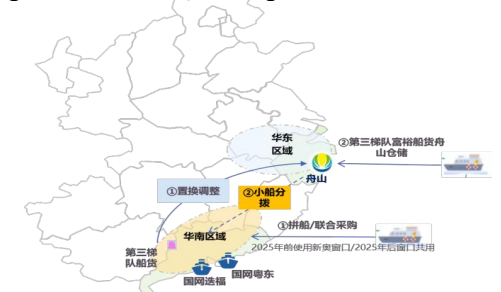 华东
区域
②第三梯队富裕船货舟
山仓储
舟山
①置换调整
②小船分
拨
①拼船/联合采购
华南区域
2025年前使用新奥窗口/2025年后窗口共用
第三梯
队船货
国网粤东
国网迭福